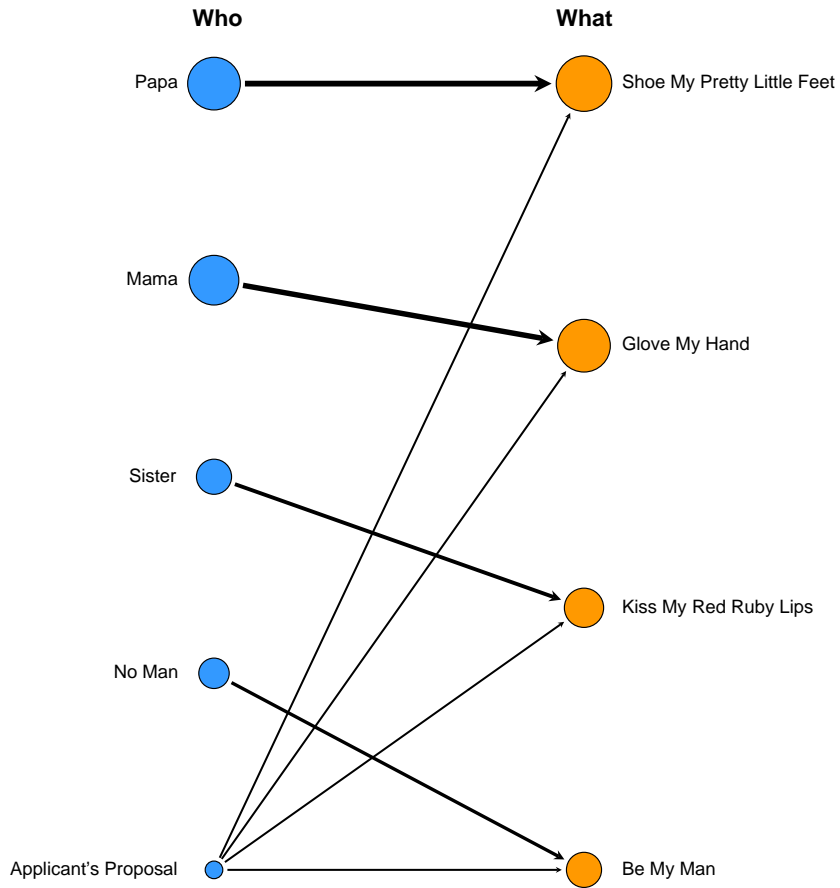 Who
What
Papa
Shoe My Pretty Little Feet
Mama
Glove My Hand
Sister
Kiss My Red Ruby Lips
No Man
Applicant's Proposal
Be My Man